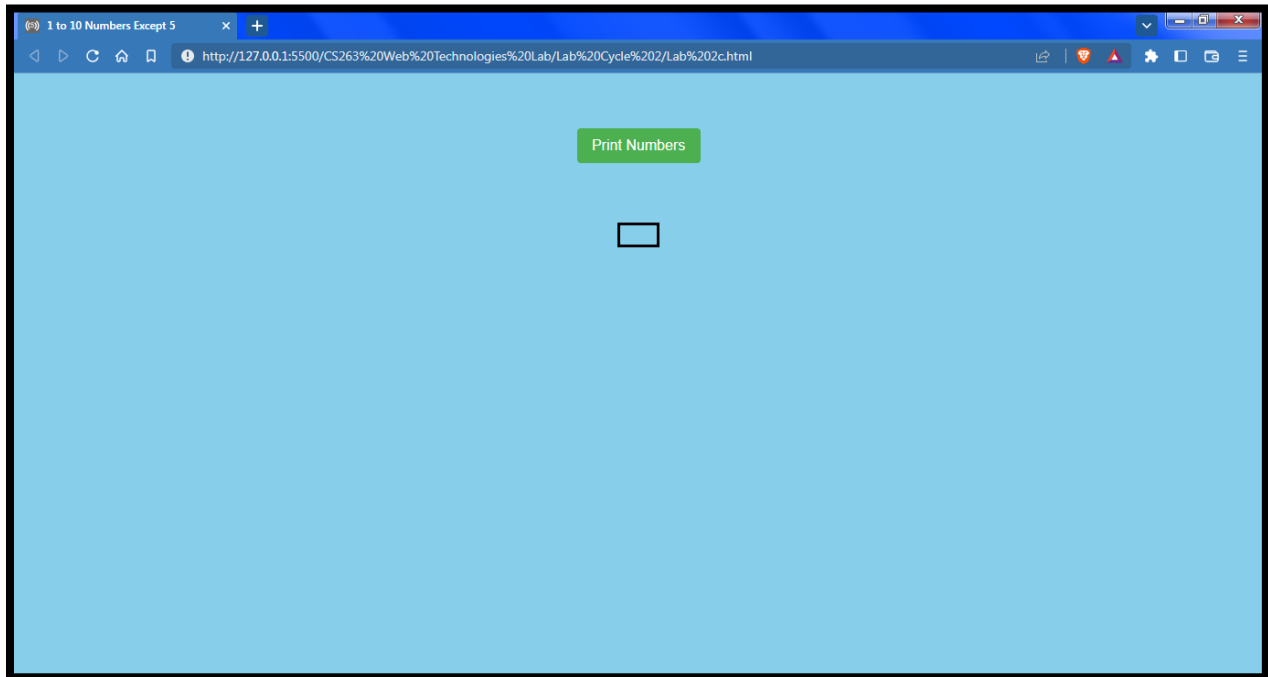 1 to 10 Numbers Except 5
http://127.0.0.1:5500/CS263%20Web%20Technologies%20Lab/Lab%20Cycle%202/Lab%202c.html
Print Numbers